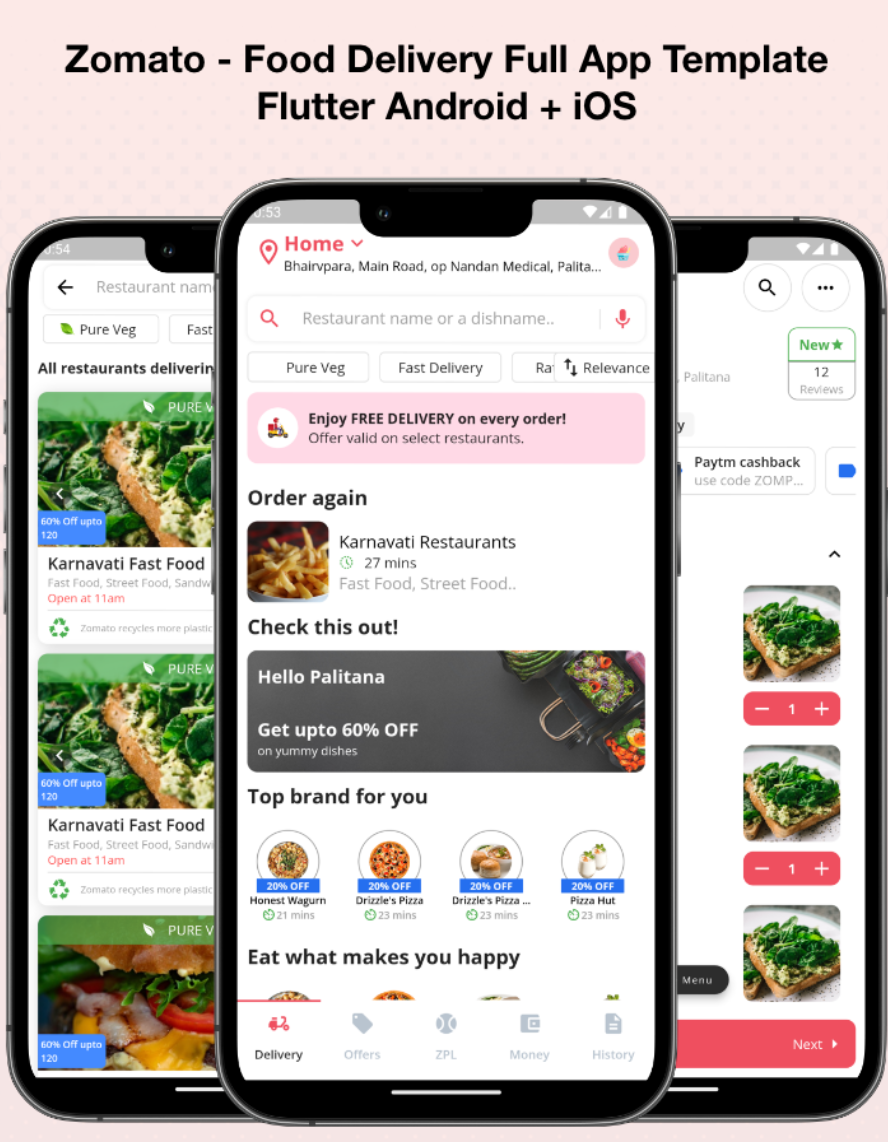 Zomato - Food Delivery Full App Template
Flutter Android + iOS
0:54
Restaurant name
Pure Veg
Fast
All restaurants deliverin
PURE V
60% Off upto
120
Karnavati Fast Food
Fast Food, Street Food, Sandwi
Open at 11am
Zomato recycles more plastic
PURE V
60% Off upto
120
Karnavati Fast Food
Fast Food, Street Food, Sandwi
Open at 11am
Zomato recycles more plastic
PURE V
60% Off upto
120
0:53
Home
Bhairvpara, Main Road, op Nandan Medical, Palita...
Restaurant name or a dishname..
Pure Veg
Fast Delivery
Ra
Relevance
Enjoy FREE DELIVERY on every order!
Offer valid on select restaurants.
Order again
Karnavati Restaurants
27 mins
Fast Food, Street Food..
Check this out!
Hello Palitana
Get upto 60% OFF
on yummy dishes
Top brand for you
20% OFF 20% OFF 20% OFF 20% OFF
Honest Wagurn Drizzle's Pizza Drizzle's Pizza ... Pizza Hut
21 mins 23 mins 23 mins 23 mins
Eat what makes you happy
Delivery Offers ZPL Money History
New★
12
Reviews
, Palitana
y
Paytm cashback
use code ZOMP...
− 1 +
− 1 +
Menu
Next